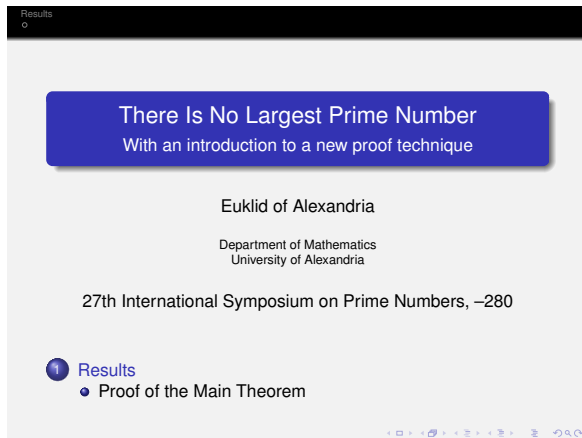 Results
There Is No Largest Prime Number
With an introduction to a new proof technique
Euklid of Alexandria
Department of Mathematics
University of Alexandria
27th International Symposium on Prime Numbers, –280
1 Results
Proof of the Main Theorem